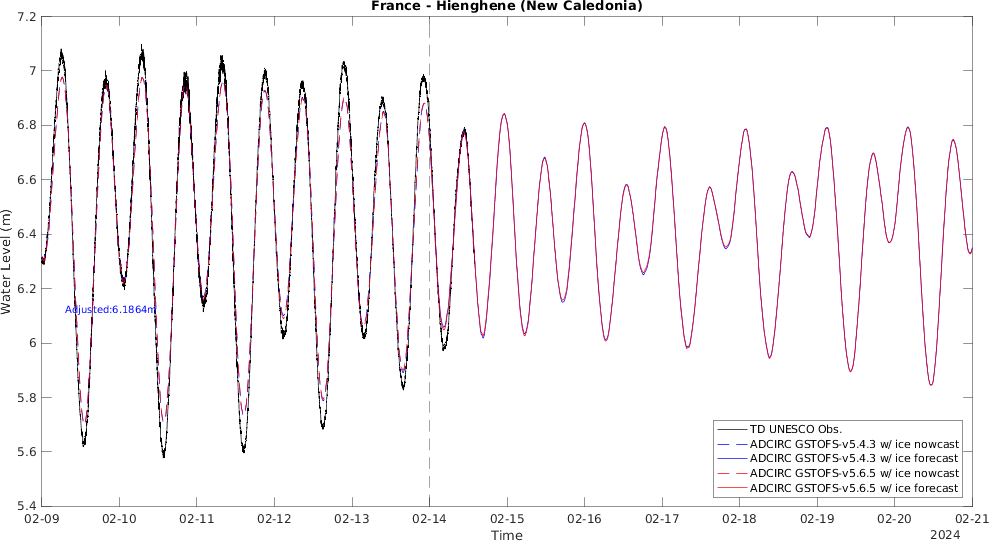 France - Hienghene (New Caledonia)
7.2
7
6.8
6.6
6.4
6.2
6
5.8
5.6
5.4
Water Level (m)
Adjusted:6.1864m
TD UNESCO Obs.
ADCIRC GSTOFS-v5.4.3 w/ ice nowcast
ADCIRC GSTOFS-v5.4.3 w/ ice forecast
ADCIRC GSTOFS-v5.6.5 w/ ice nowcast
ADCIRC GSTOFS-v5.6.5 w/ ice forecast
02-09 02-10 02-11 02-12 02-13 02-14 02-15 02-16 02-17 02-18 02-19 02-20 02-21
Time
2024